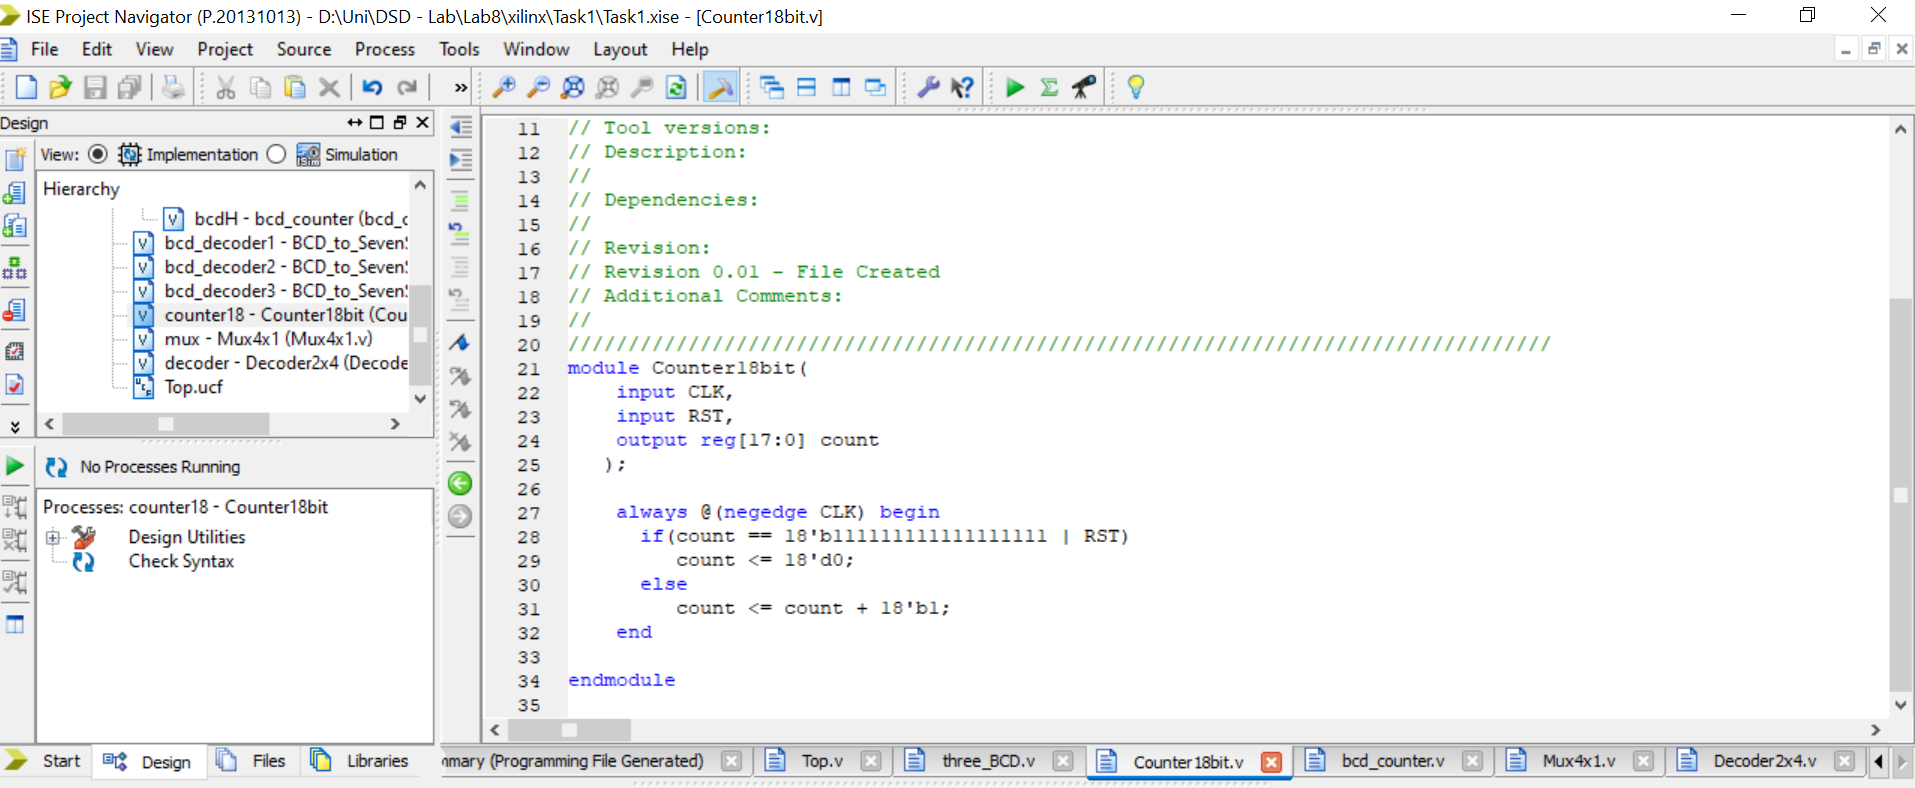 ISE Project Navigator (P.20131013) - D:\Uni\DSD - Lab\Lab8\xilinx\Task1\Task1.xise - [Counter18bit.v]
File Edit View Project Source Process Tools Window Layout Help
Design
View: Implementation Simulation
Hierarchy
bcdH - bcd_counter (bcd_c
bcd_decoder1 - BCD_to_Seven
bcd_decoder2 - BCD_to_Seven
bcd_decoder3 - BCD_to_Seven
counter18 - Counter18bit (Cou
mux - Mux4x1 (Mux4x1.v)
decoder - Decoder2x4 (Decode
Top.ucf
No Processes Running
Processes: counter18 - Counter18bit
Design Utilities
Check Syntax
11 // Tool versions:
12 // Description:
13 //
14 // Dependencies:
15 //
16 // Revision:
17 // Revision 0.01 - File Created
18 // Additional Comments:
19 //
20 //////////////////////////////////////////////////////////////////////////////////
21 module Counter18bit(
22 input CLK,
23 input RST,
24 output reg[17:0] count
25 );
26
27 always @(negedge CLK) begin
28 if(count == 18'b111111111111111111 | RST)
29 count <= 18'd0;
30 else
31 count <= count + 18'b1;
32 end
33
34 endmodule
35
Start Design Files Libraries
mmary (Programming File Generated) Top.v three_BCD.v Counter18bit.v bcd_counter.v Mux4x1.v Decoder2x4.v